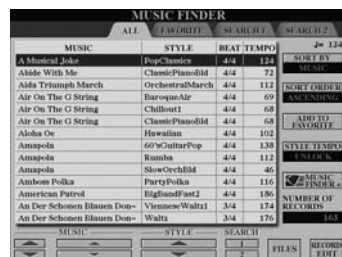 MUSIC FINDER
ALL FAVORITE SEARCH 1 SEARCH 2
MUSIC STYLE BEAT TEMPO
J= 124
A Musical Joke PopClassics 4/4 124
Abide With Me ClassicPianoBld 4/4 72
Aida Triumph March OrchestralMarch 4/4 112
Air On The G String BaroqueAir 4/4 69
Air On The G String Chillout1 4/4 68
Air On The G String ClassicPianoBld 4/4 68
Aloha Oe Hawaiian 4/4 102
Amapola 60'sGuitarPop 4/4 138
Amapola Rumba 4/4 112
Amapola SlowOrchBld 4/4 46
Amboss Polka PartyPolka 4/4 116
American Patrol BigBandFast2 4/4 186
An Der Schonen Blauen Don~ VienneseWaltz1 3/4 174
An Der Schonen Blauen Don~ Waltz 3/4 176
SORT BY
MUSIC
SORT ORDER
ASCENDING
ADD TO
FAVORITE
STYLE TEMPO
UNLOCK
MUSIC
FINDER+
NUMBER OF
RECORDS
163
MUSIC STYLE SEARCH
1
2
FILES
RECORD
EDIT